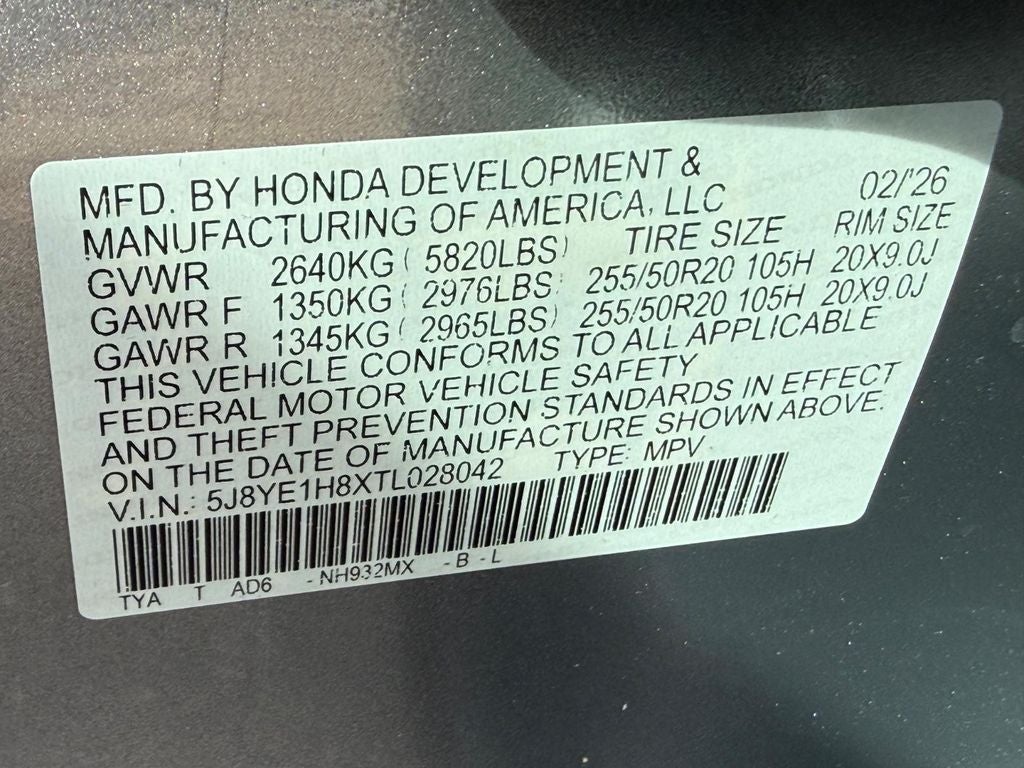 MFD. BY HONDA DEVELOPMENT &
MANUFACTURING OF AMERICA, LLC 02/'26
GVWR 2640KG ( 5820LBS) TIRE SIZE RIM SIZE
GAWR F 1350KG ( 2976LBS) 255/50R20 105H 20X9.0J
GAWR R 1345KG ( 2965LBS) 255/50R20 105H 20X9.0J
THIS VEHICLE CONFORMS TO ALL APPLICABLE
FEDERAL MOTOR VEHICLE SAFETY
AND THEFT PREVENTION STANDARDS IN EFFECT
ON THE DATE OF MANUFACTURE SHOWN ABOVE.
V.I.N.: 5J8YE1H8XTL028042 TYPE: MPV
TYA T AD6 -NH932MX -B -L